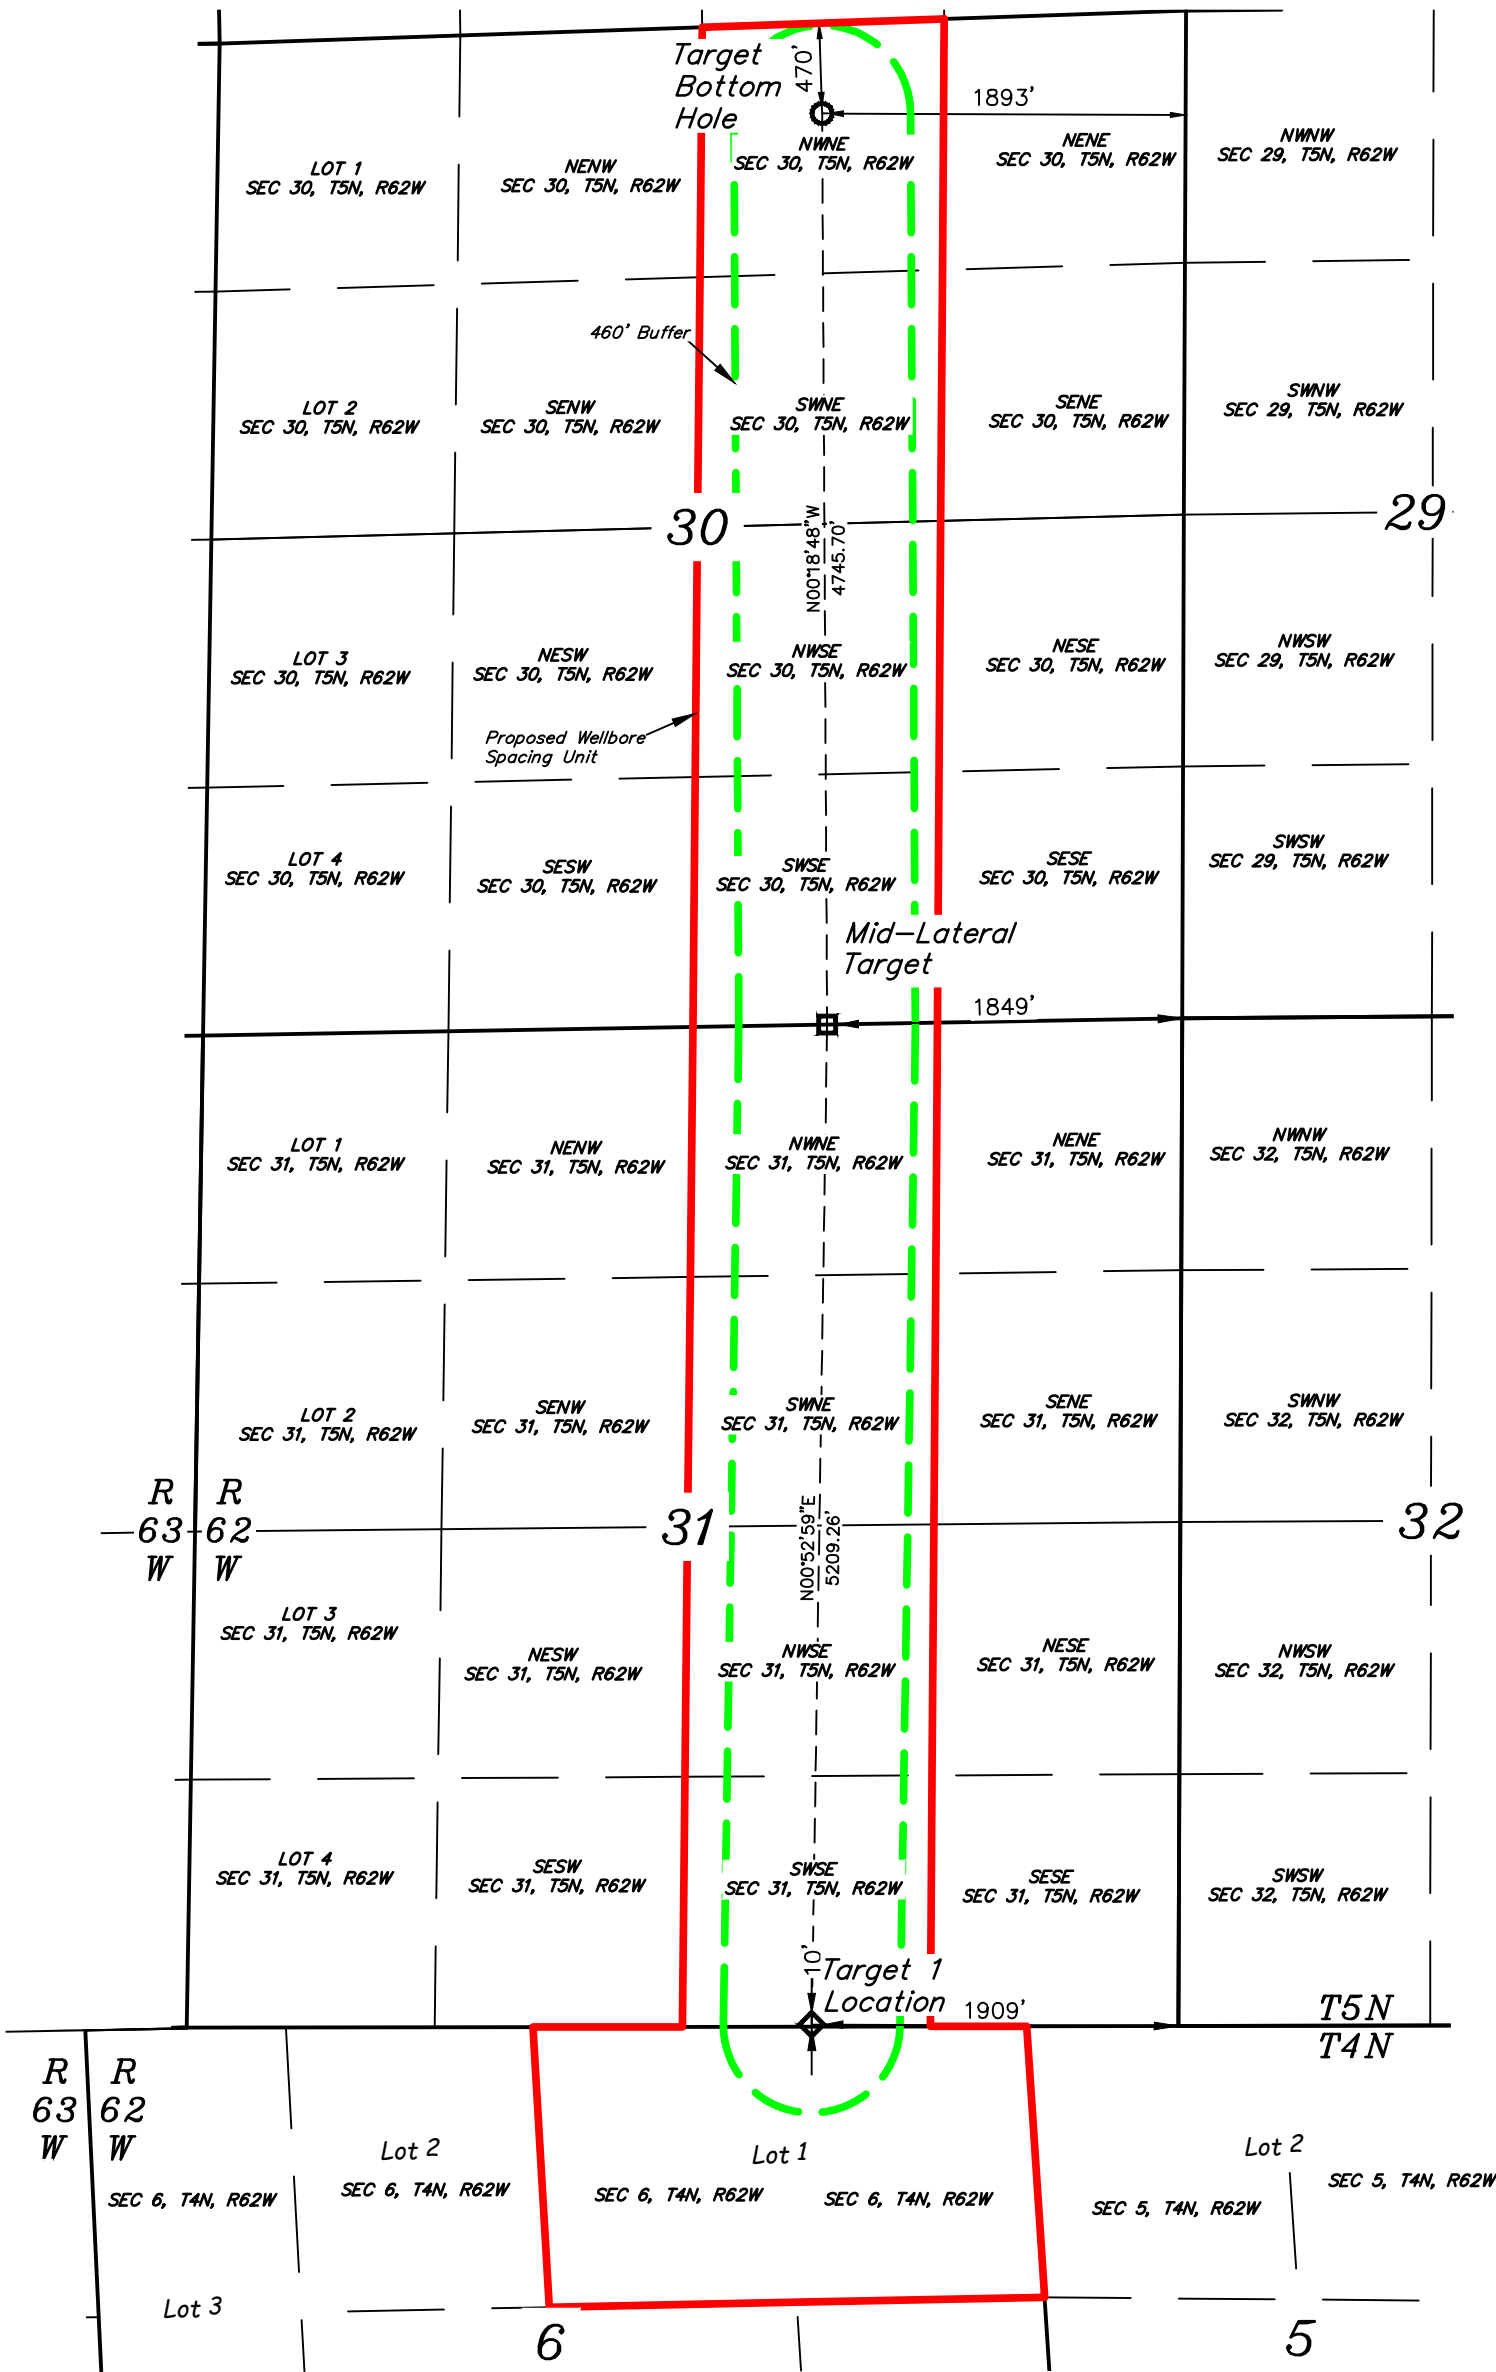 Target
Bottom
Hole
470'
1893'
LOT 1
SEC 30, T5N, R62W
NENW
SEC 30, T5N, R62W
NWNE
SEC 30, T5N, R62W
NENE
SEC 30, T5N, R62W
NWNW
SEC 29, T5N, R62W
460' Buffer
LOT 2
SEC 30, T5N, R62W
SENW
SEC 30, T5N, R62W
SWNE
SEC 30, T5N, R62W
SENE
SEC 30, T5N, R62W
SWNW
SEC 29, T5N, R62W
30
N00°18'48"W
4745.70'
29
LOT 3
SEC 30, T5N, R62W
NESW
SEC 30, T5N, R62W
NWSE
SEC 30, T5N, R62W
NESE
SEC 30, T5N, R62W
NWSW
SEC 29, T5N, R62W
Proposed Wellbore
Spacing Unit
LOT 4
SEC 30, T5N, R62W
SESW
SEC 30, T5N, R62W
SWSE
SEC 30, T5N, R62W
SESE
SEC 30, T5N, R62W
SWSW
SEC 29, T5N, R62W
Mid-Lateral
Target
1849'
LOT 1
SEC 31, T5N, R62W
NENW
SEC 31, T5N, R62W
NWNE
SEC 31, T5N, R62W
NENE
SEC 31, T5N, R62W
NWNW
SEC 32, T5N, R62W
LOT 2
SEC 31, T5N, R62W
SENW
SEC 31, T5N, R62W
SWNE
SEC 31, T5N, R62W
SENE
SEC 31, T5N, R62W
SWNW
SEC 32, T5N, R62W
R R
63 62
W W
31
N00°52'59"E
5209.26'
32
LOT 3
SEC 31, T5N, R62W
NESW
SEC 31, T5N, R62W
NWSE
SEC 31, T5N, R62W
NESE
SEC 31, T5N, R62W
NWSW
SEC 32, T5N, R62W
LOT 4
SEC 31, T5N, R62W
SESW
SEC 31, T5N, R62W
SWSE
SEC 31, T5N, R62W
SESE
SEC 31, T5N, R62W
SWSW
SEC 32, T5N, R62W
10'
Target 1
Location
1909'
T5N
T4N
R R
63 62
W W
Lot 2
Lot 1
Lot 2
SEC 6, T4N, R62W
SEC 6, T4N, R62W
SEC 6, T4N, R62W
SEC 6, T4N, R62W
SEC 5, T4N, R62W
SEC 5, T4N, R62W
Lot 3
6
5